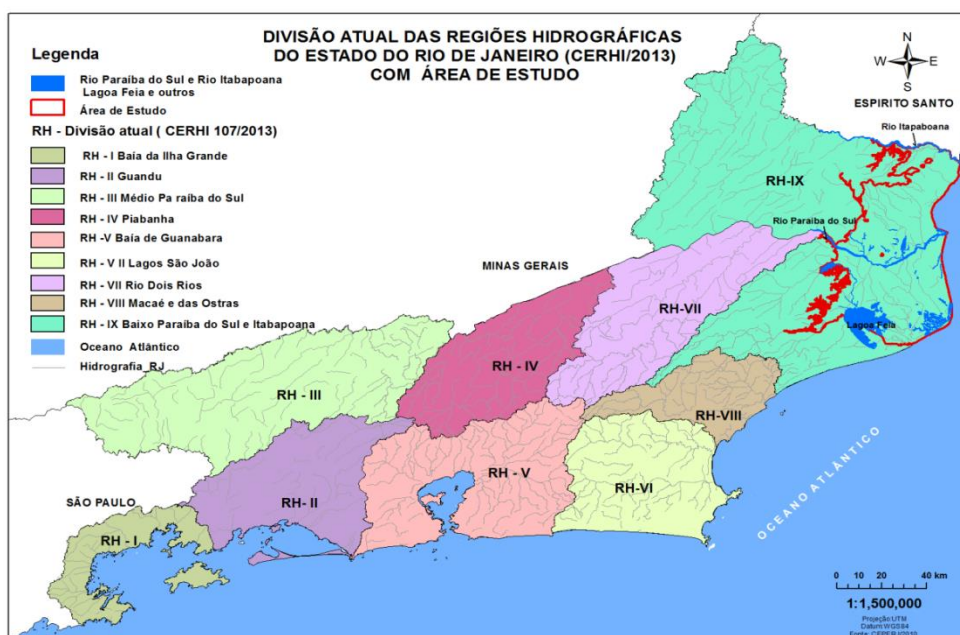 DIVISÃO ATUAL DAS REGIÕES HIDROGRÁFICAS
DO ESTADO DO RIO DE JANEIRO (CERHI/2013)
COM ÁREA DE ESTUDO
Legenda
Rio Paraíba do Sul e Rio Itabapoana
Lagoa Feia e outros
Área de Estudo
RH - Divisão atual ( CERHI 107/2013)
RH - I Baía da Ilha Grande
RH - II Guandu
RH - III Médio Pa raíba do Sul
RH - IV Piabanha
RH -V Baía de Guanabara
RH - V II Lagos São João
RH - VII Rio Dois Rios
RH - VIII Macaé e das Ostras
RH - IX Baixo Paraíba do Sul e Itabapoana
Oceano Atlântico
Hidrografia_RJ
N
W
E
S
ESPIRITO SANTO
Rio Itapaboana
RH-IX
Rio Paraíba do Sul
MINAS GERAIS
RH-VII
Lagoa Feia
RH - IV
RH - III
RH-VIII
RH - V
RH-VI
SÃO PAULO
RH- II
RH - I
OCEANO ATLÂNTICO
0 10 20 40 km
1:1,500,000
Projeção:UTM
Datum:WGS84
Fonte: CEPERJ/2010